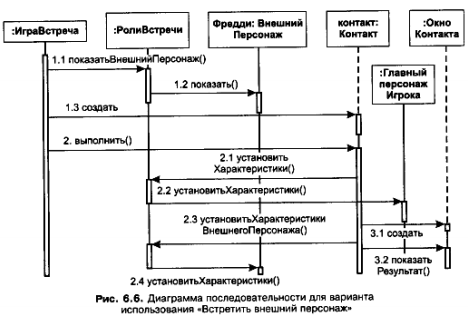 :ИграВстреча
:РолиВстречи
Фредди: Внешний
Персонаж
контакт:
Контакт
:Окно
Контакта
:Главный
персонаж
Игрока
1.1 показатьВнешнийПерсонаж()
1.2 показать()
1.3 создать
2. выполнить()
2.1 установить
Характеристики()
2.2 установитьХарактеристики()
2.3 установитьХарактеристики
ВнешнегоПерсонажа()
3.1 создать
3.2 показать
Результат()
2.4 установитьХарактеристики()
Рис. 6.6. Диаграмма последовательности для варианта
использования «Встретить внешний персонаж»